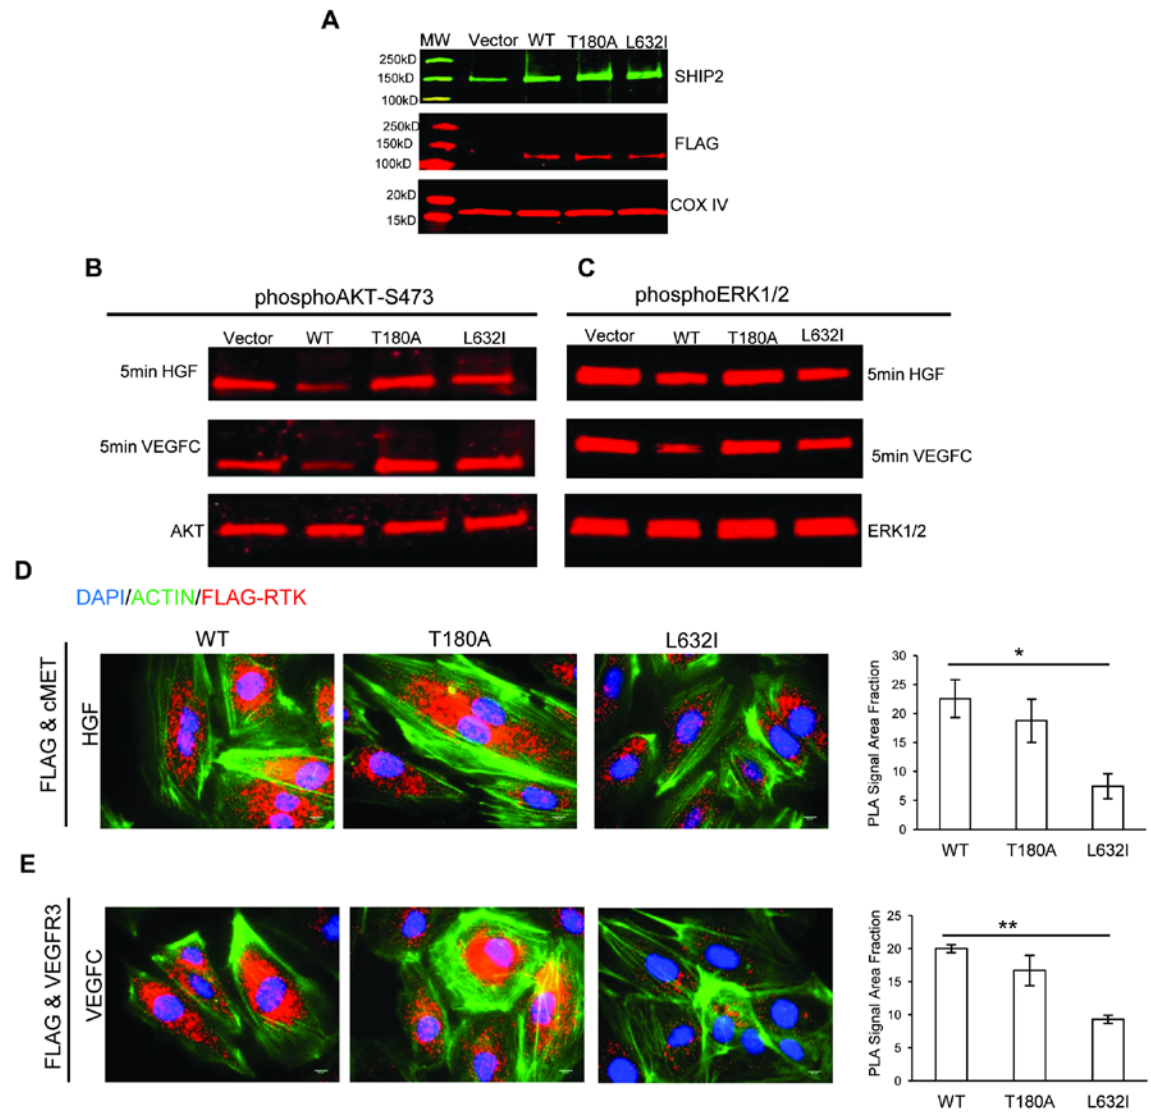 A
MW Vector WT T180A L632I
250kD
150kD
100kD
SHIP2
250kD
150kD
100kD
FLAG
20kD
15kD
COX IV
B
phosphoAKT-S473
Vector WT T180A L632I
5min HGF
5min VEGFC
AKT
C
phosphoERK1/2
Vector WT T180A L632I
5min HGF
5min VEGFC
ERK1/2
D
DAPI/ACTIN/FLAG-RTK
WT T180A L632I
FLAG & cMET
HGF
PLA Signal Area Fraction
30
25
20
15
10
5
0
*
WT T180A L632I
E
FLAG & VEGFR3
VEGFC
PLA Signal Area Fraction
25
20
15
10
5
0
**
WT T180A L632I